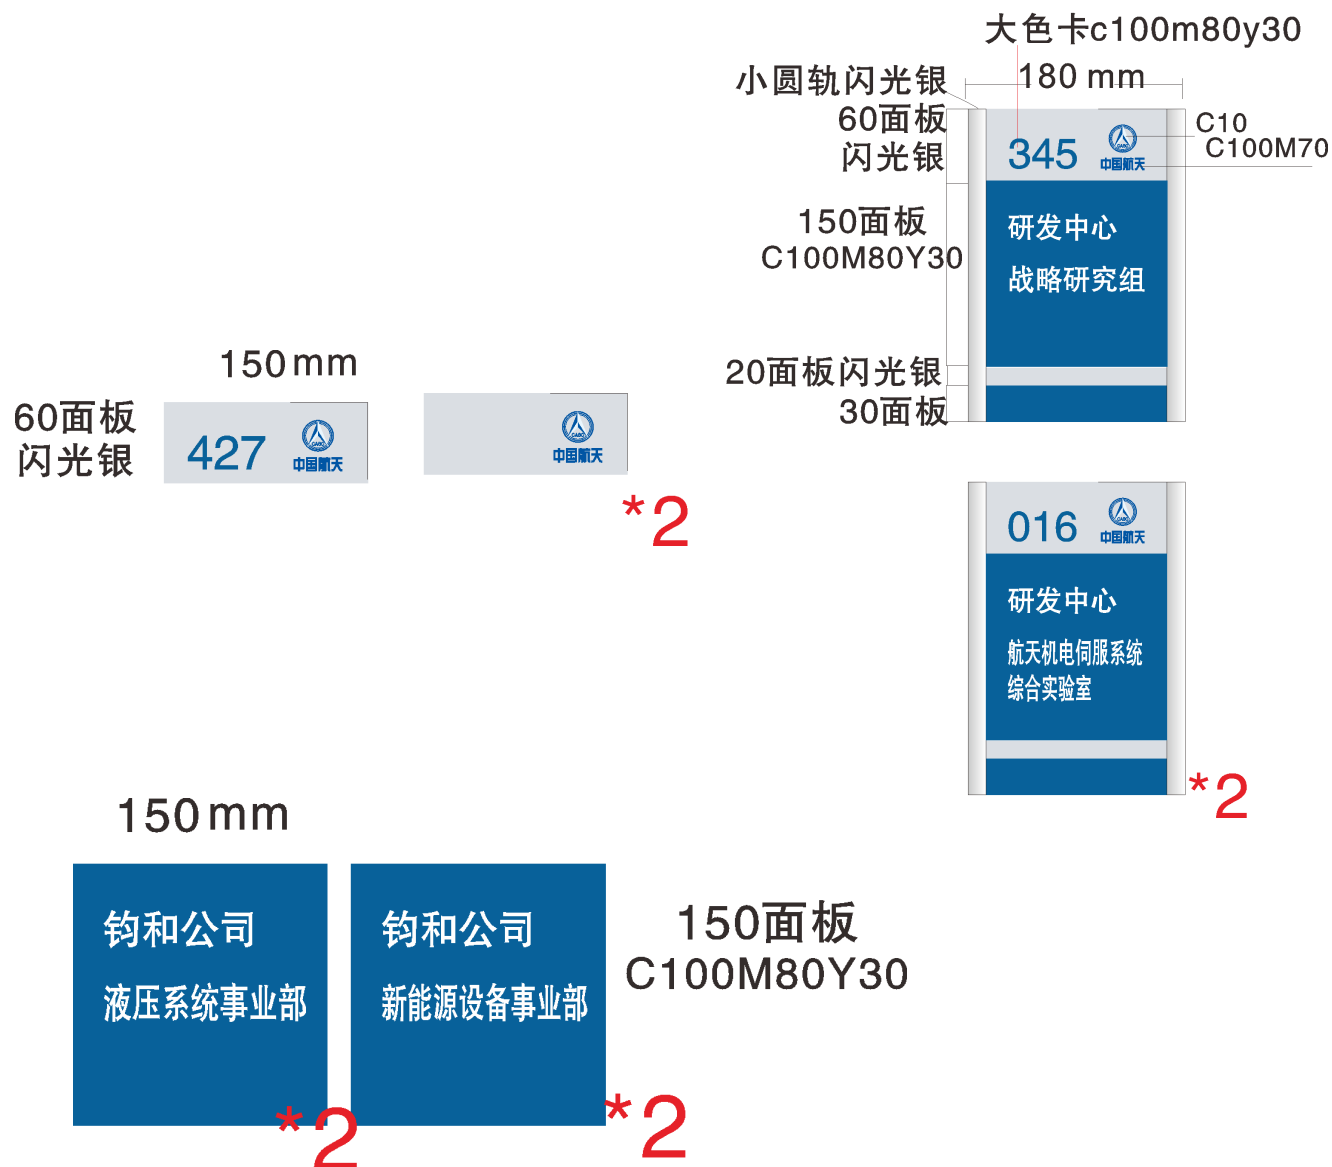 大色卡c100m80y30
180 mm
小圆轨闪光银
60面板
闪光银
C10
C100M70
345
CASC
中国航天
150面板
C100M80Y30
研发中心
战略研究组
20面板闪光银
30面板
150mm
60面板
闪光银
427
CASC
中国航天
CASC
中国航天
*2
016
CASC
中国航天
研发中心
航天机电伺服系统
综合实验室
*2
150mm
钧和公司
液压系统事业部
*2
钧和公司
新能源设备事业部
*2
150面板
C100M80Y30